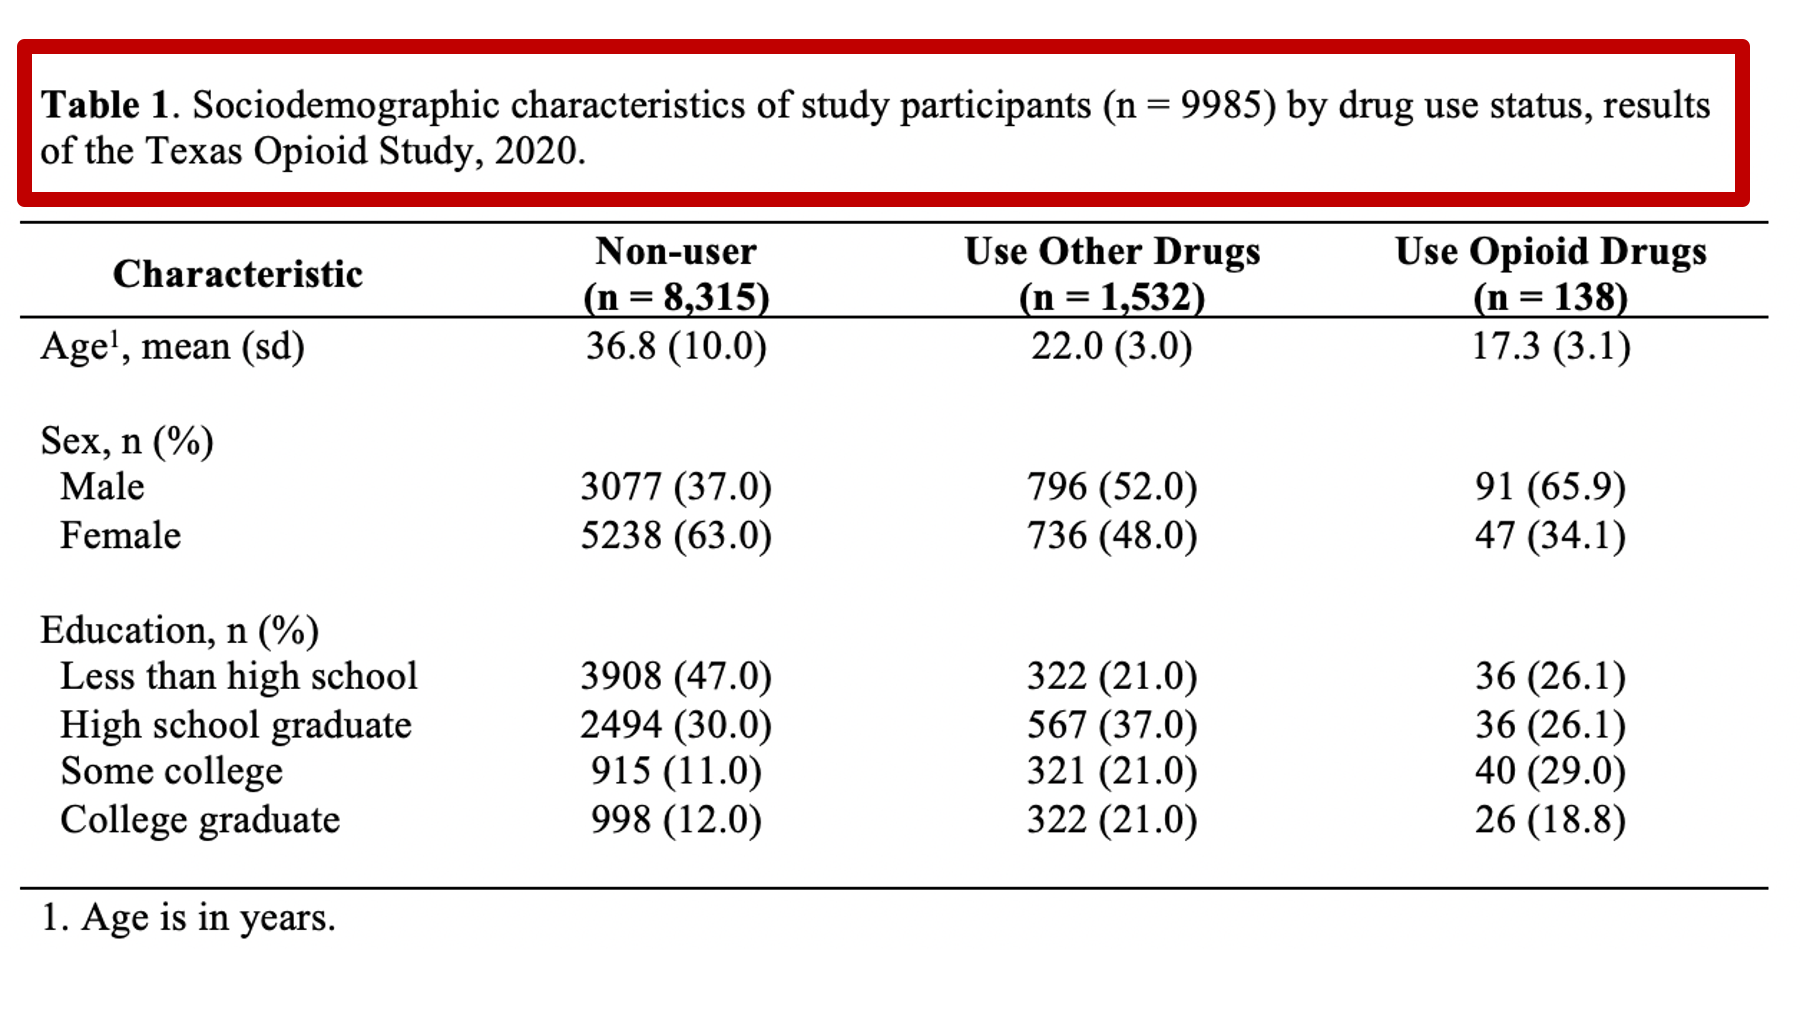 Table 1. Sociodemographic characteristics of study participants (n = 9985) by drug use status, results
of the Texas Opioid Study, 2020.
Characteristic Non-user (n = 8,315) Use Other Drugs (n = 1,532) Use Opioid Drugs (n = 138)
Age¹, mean (sd) 36.8 (10.0) 22.0 (3.0) 17.3 (3.1)
Sex, n (%)
Male 3077 (37.0) 796 (52.0) 91 (65.9)
Female 5238 (63.0) 736 (48.0) 47 (34.1)
Education, n (%)
Less than high school 3908 (47.0) 322 (21.0) 36 (26.1)
High school graduate 2494 (30.0) 567 (37.0) 36 (26.1)
Some college 915 (11.0) 321 (21.0) 40 (29.0)
College graduate 998 (12.0) 322 (21.0) 26 (18.8)
1. Age is in years.